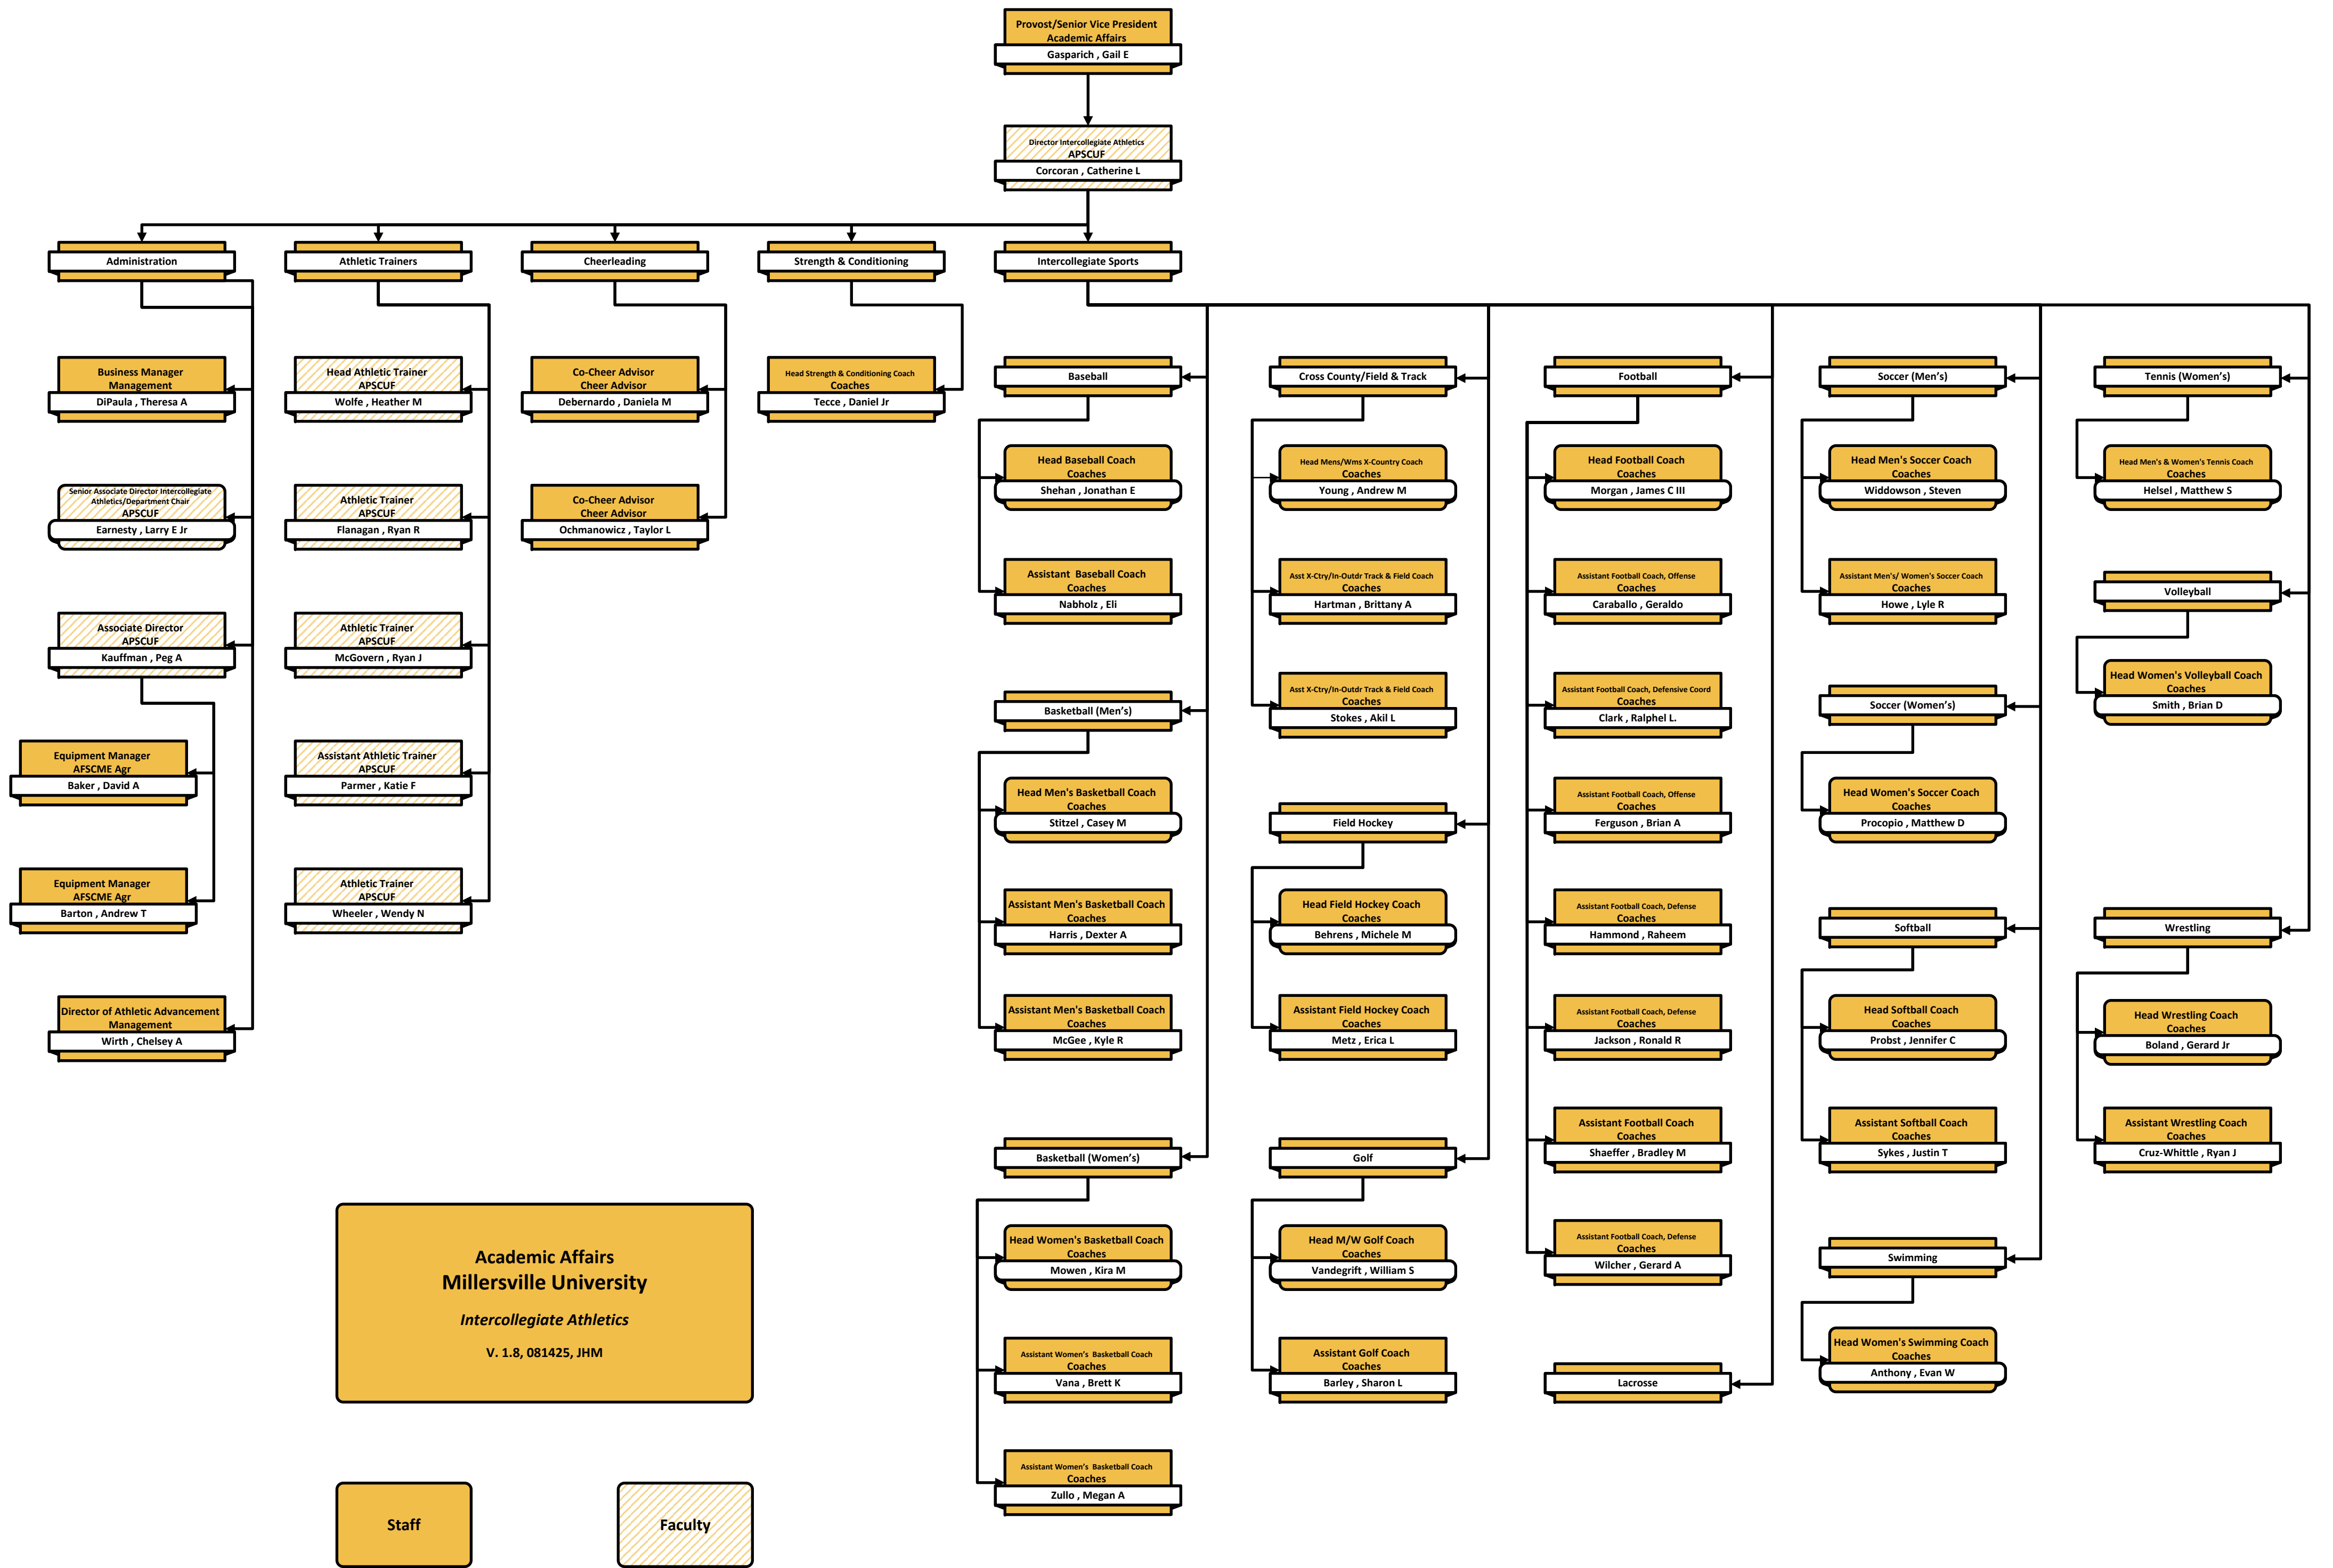 Provost/Senior Vice President
Academic Affairs
Gasparich , Gail E
Director Intercollegiate Athletics
APSCUF
Corcoran , Catherine L
Administration
Athletic Trainers
Cheerleading
Strength & Conditioning
Intercollegiate Sports
Business Manager
Management
DiPaula , Theresa A
Senior Associate Director Intercollegiate
Athletics/Department Chair
APSCUF
Earnesty , Larry E Jr
Associate Director
APSCUF
Kauffman , Peg A
Equipment Manager
AFSCME Agr
Baker , David A
Equipment Manager
AFSCME Agr
Barton , Andrew T
Director of Athletic Advancement
Management
Wirth , Chelsey A
Head Athletic Trainer
APSCUF
Wolfe , Heather M
Athletic Trainer
APSCUF
Flanagan , Ryan R
Athletic Trainer
APSCUF
McGovern , Ryan J
Assistant Athletic Trainer
APSCUF
Parmer , Katie F
Athletic Trainer
APSCUF
Wheeler , Wendy N
Co-Cheer Advisor
Cheer Advisor
Debernardo , Daniela M
Co-Cheer Advisor
Cheer Advisor
Ochmanowicz , Taylor L
Head Strength & Conditioning Coach
Coaches
Tecce , Daniel Jr
Baseball
Head Baseball Coach
Coaches
Shehan , Jonathan E
Assistant  Baseball Coach
Coaches
Nabholz , Eli
Basketball (Men’s)
Head Men's Basketball Coach
Coaches
Stitzel , Casey M
Assistant Men's Basketball Coach
Coaches
Harris , Dexter A
Assistant Men's Basketball Coach
Coaches
McGee , Kyle R
Basketball (Women’s)
Head Women's Basketball Coach
Coaches
Mowen , Kira M
Assistant Women’s  Basketball Coach
Coaches
Vana , Brett K
Assistant Women’s  Basketball Coach
Coaches
Zullo , Megan A
Cross County/Field & Track
Head Mens/Wms X-Country Coach
Coaches
Young , Andrew M
Asst X-Ctry/In-Outdr Track & Field Coach
Coaches
Hartman , Brittany A
Asst X-Ctry/In-Outdr Track & Field Coach
Coaches
Stokes , Akil L
Field Hockey
Head Field Hockey Coach
Coaches
Behrens , Michele M
Assistant Field Hockey Coach
Coaches
Metz , Erica L
Golf
Head M/W Golf Coach
Coaches
Vandegrift , William S
Assistant Golf Coach
Coaches
Barley , Sharon L
Football
Head Football Coach
Coaches
Morgan , James C III
Assistant Football Coach, Offense
Coaches
Caraballo , Geraldo
Assistant Football Coach, Defensive Coord
Coaches
Clark , Ralphel L.
Assistant Football Coach, Offense
Coaches
Ferguson , Brian A
Assistant Football Coach, Defense
Coaches
Hammond , Raheem
Assistant Football Coach, Defense
Coaches
Jackson , Ronald R
Assistant Football Coach
Coaches
Shaeffer , Bradley M
Assistant Football Coach, Defense
Coaches
Wilcher , Gerard A
Lacrosse
Soccer (Men’s)
Head Men's Soccer Coach
Coaches
Widdowson , Steven
Assistant Men's/ Women's Soccer Coach
Coaches
Howe , Lyle R
Soccer (Women’s)
Head Women's Soccer Coach
Coaches
Procopio , Matthew D
Softball
Head Softball Coach
Coaches
Probst , Jennifer C
Assistant Softball Coach
Coaches
Sykes , Justin T
Swimming
Head Women's Swimming Coach
Coaches
Anthony , Evan W
Tennis (Women’s)
Head Men's & Women's Tennis Coach
Coaches
Helsel , Matthew S
Volleyball
Head Women's Volleyball Coach
Coaches
Smith , Brian D
Wrestling
Head Wrestling Coach
Coaches
Boland , Gerard Jr
Assistant Wrestling Coach
Coaches
Cruz-Whittle , Ryan J
Academic Affairs
Millersville University
Intercollegiate Athletics
V. 1.8, 081425, JHM
Staff
Faculty